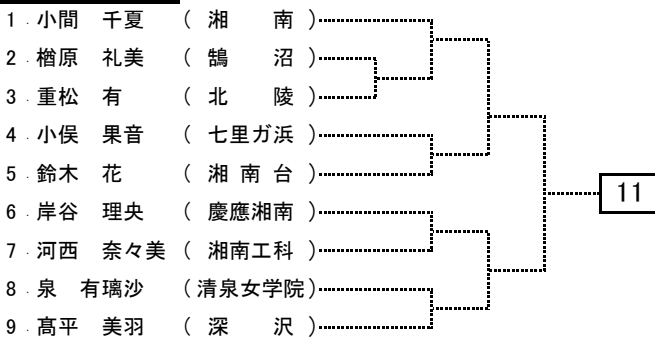 1 小間 千夏 ( 湘 南 )
2 楢原 礼美 ( 鵠 沼 )
3 重松 有 ( 北 陵 )
4 小俣 果音 ( 七里ガ浜 )
5 鈴木 花 ( 湘 南 台 )
6 岸谷 理央 ( 慶應湘南 )
7 河西 奈々美 ( 湘南工科 )
8 泉 有璃沙 (清泉女学院)
9 髙平 美羽 ( 深 沢 )
11